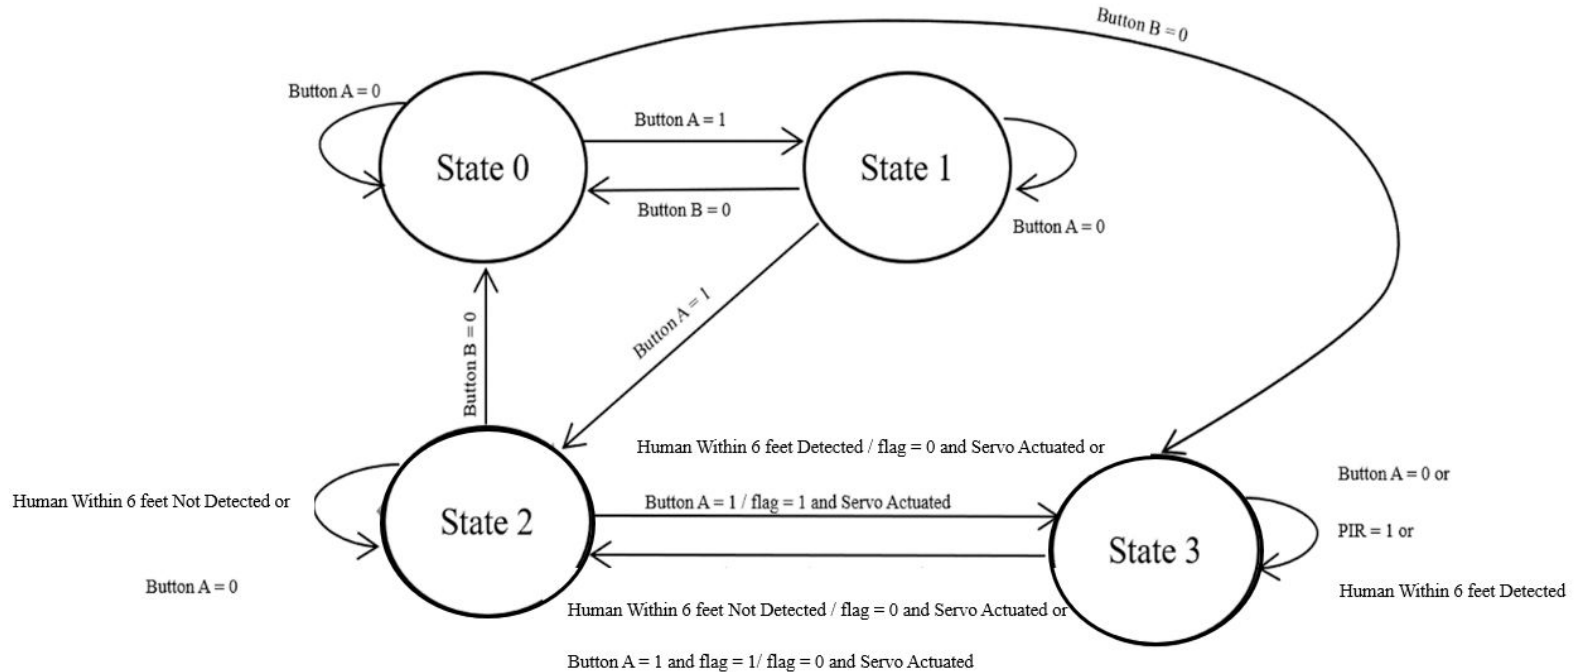 Button B = 0
Button A = 0
Button A = 1
State 0
State 1
Button B = 0
Button A = 0
Button A = 1
Button B = 0
Human Within 6 feet Detected / flag = 0 and Servo Actuated or
Button A = 0 or
Human Within 6 feet Not Detected or
Button A = 1 / flag = 1 and Servo Actuated
State 2
PIR = 1 or
State 3
Button A = 0
Human Within 6 feet Detected
Human Within 6 feet Not Detected / flag = 0 and Servo Actuated or
Button A = 1 and flag = 1/ flag = 0 and Servo Actuated